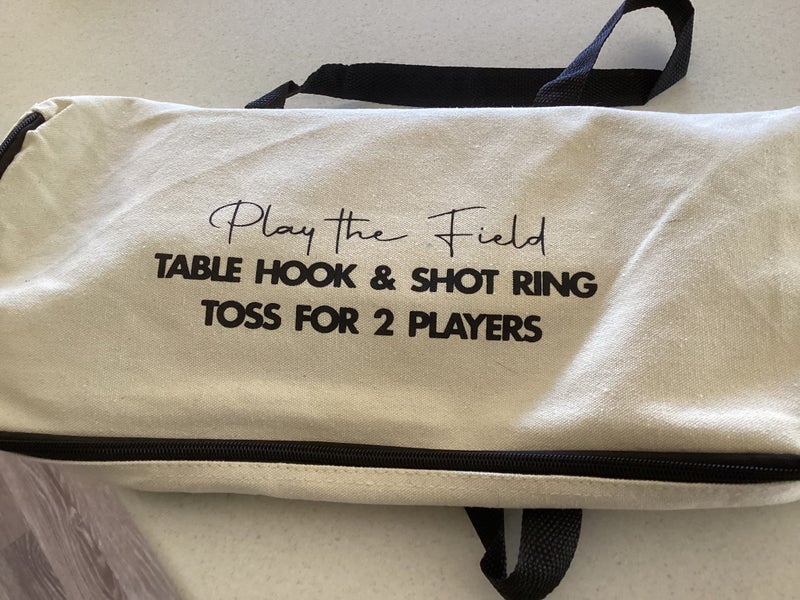 Play the Field
TABLE HOOK & SHOT RING
TOSS FOR 2 PLAYERS